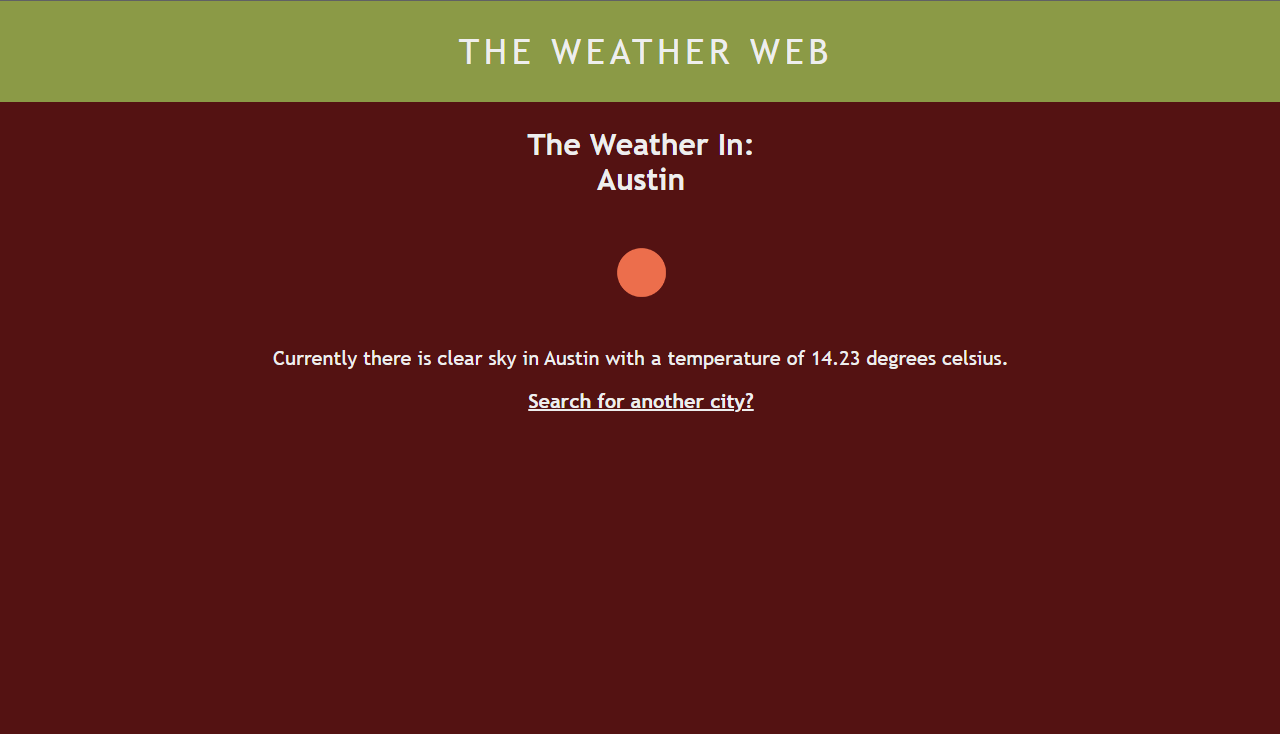 THE WEATHER WEB
The Weather In:
Austin
Currently there is clear sky in Austin with a temperature of 14.23 degrees celsius.
Search for another city?